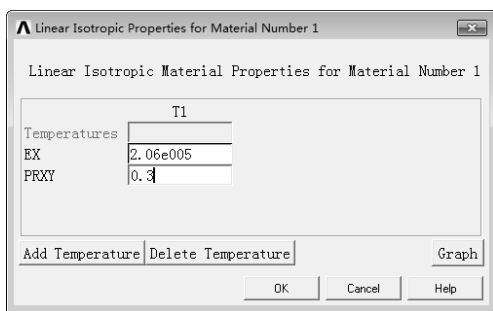 Linear Isotropic Properties for Material Number 1
Linear Isotropic Material Properties for Material Number 1
T1
Temperatures
EX 2.06e005
PRXY 0.3
Add Temperature Delete Temperature Graph
OK Cancel Help